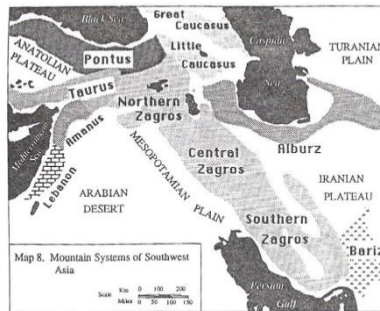 Black Sea
Great
Caucasus
Caspian
Sea
TURANIAN
PLAIN
ANATOLIAN
PLATEAU
Pontus
Little
Caucasus
Taurus
Northern
Zagros
Mediterranean
Sea
Amanus
Lebanon
MESOPOTAMIAN
PLAIN
Central
Zagros
Alburz
ARABIAN
DESERT
IRANIAN
PLATEAU
Southern
Zagros
Bariz
Persian
Gulf
Map 8. Mountain Systems of Southwest
Asia
Scale
Km 0 100 200
Miles 0 50 100 150